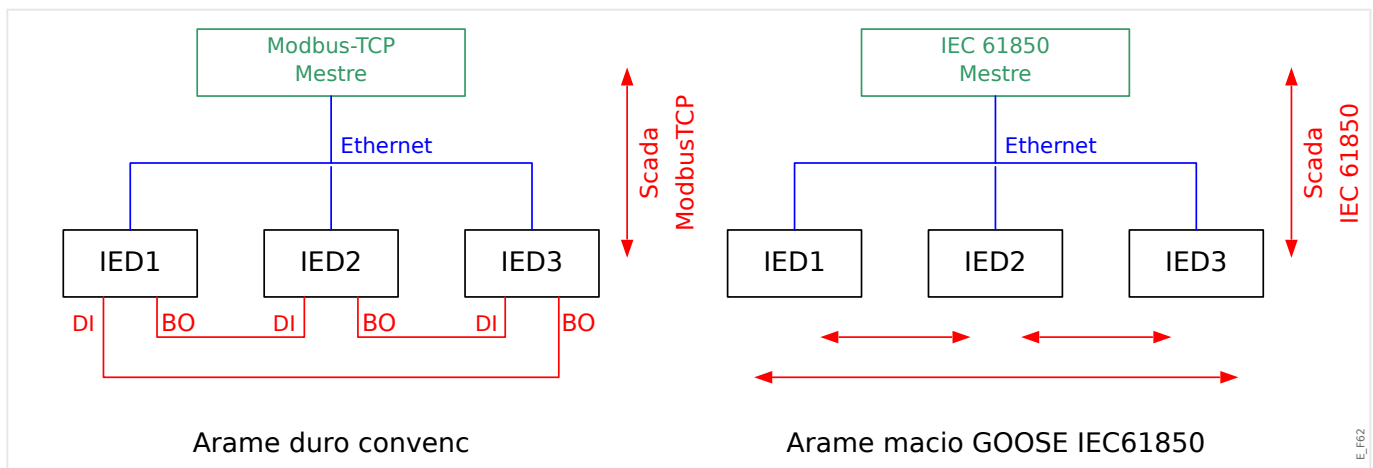 Modbus-TCP
Mestre
Ethernet
Scada
ModbusTCP
IED1
IED2
IED3
DI
BO
DI
BO
DI
BO
Arame duro convenc
IEC 61850
Mestre
Ethernet
Scada
IEC 61850
IED1
IED2
IED3
Arame macio GOOSE IEC61850
E_F62